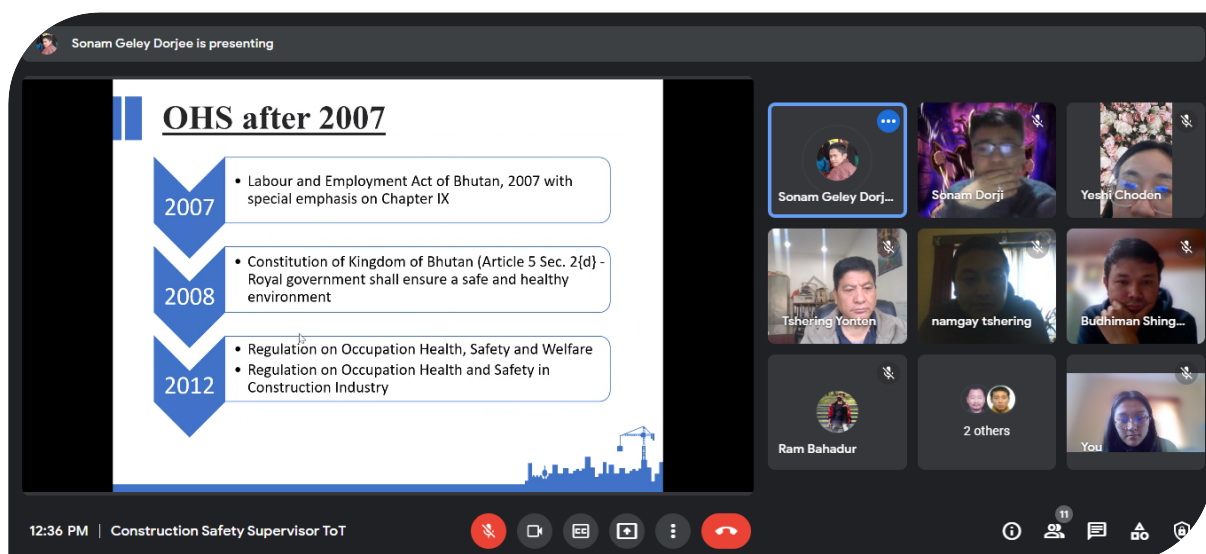 Sonam Geley Dorjee is presenting
OHS after 2007
2007
• Labour and Employment Act of Bhutan, 2007 with
special emphasis on Chapter IX
2008
• Constitution of Kingdom of Bhutan (Article 5 Sec. 2{d} -
Royal government shall ensure a safe and healthy
environment
2012
• Regulation on Occupation Health, Safety and Welfare
• Regulation on Occupation Health and Safety in
Construction Industry
Sonam Geley Dorj...
Sonam Dorji
Yeshi Choden
Tshering Yonten
namgay tshering
Budhiman Shing...
Ram Bahadur
2 others
You
12:36 PM | Construction Safety Supervisor ToT
CC
11